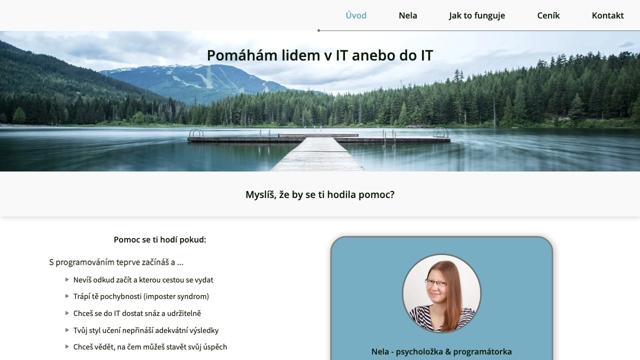 Úvod
Nela
Jak to funguje
Ceník
Kontakt
Pomáhám lidem v IT anebo do IT
Myslíš, že by se ti hodila pomoc?
Pomoc se ti hodí, pokud:
S programováním teprve začínáš a ...
Nevíš odkud začít a kterou cestou se vydat
Trápí tě pochybnosti (imposter syndrom)
Chceš se do IT dostat snáz a udržitelně
Tvůj styl učení nepřináší adekvátní výsledky
Chceš vědět, na čem můžeš stavět svůj úspěch
Nela - psycholožka & programátorka